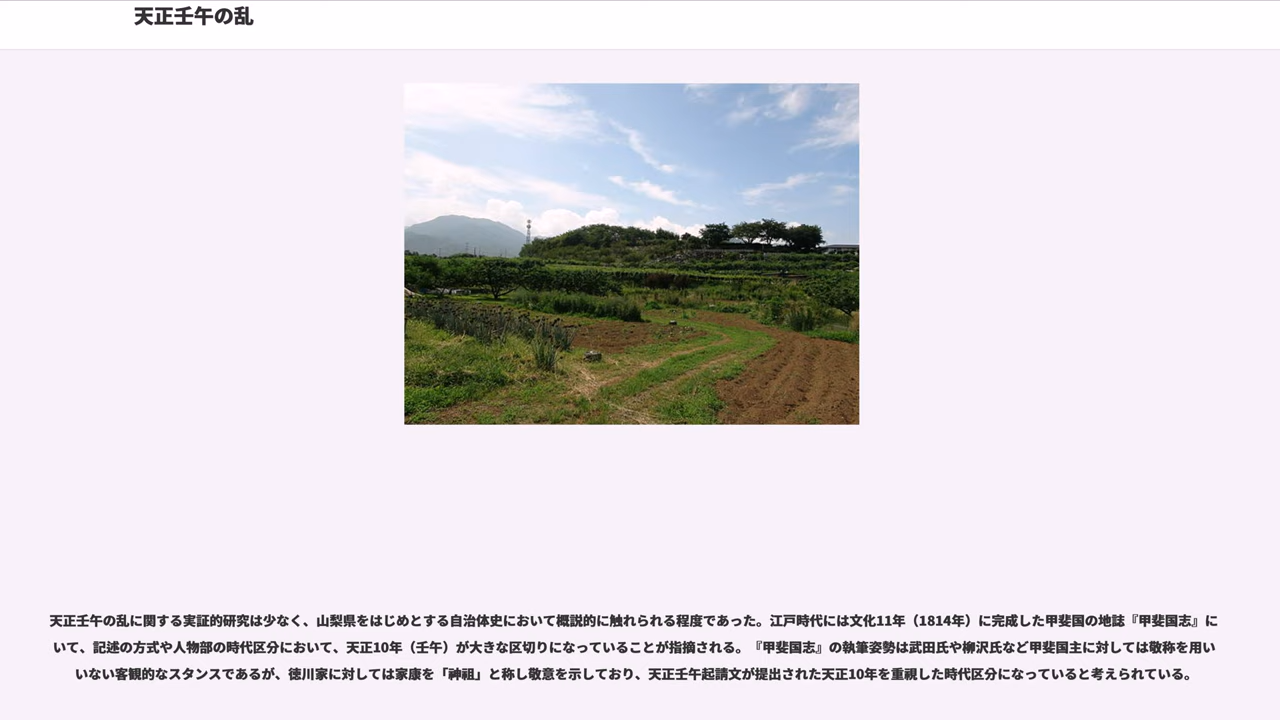 天正壬午の乱
天正壬午の乱に関する実証的研究は少なく、山梨県をはじめとする自治体史において概説的に触れられる程度であった。江戸時代には文化11年（1814年）に完成した甲斐国の地誌『甲斐国志』に
いて、記述の方式や人物部の時代区分において、天正10年（壬午）が大きな区切りになっていることが指摘される。『甲斐国志』の執筆姿勢は武田氏や柳沢氏など甲斐国主に対しては敬称を用い
いない客観的なスタンスであるが、徳川家に対しては家康を「神祖」と称し敬意を示しており、天正壬午起請文が提出された天正10年を重視した時代区分になっていると考えられている。